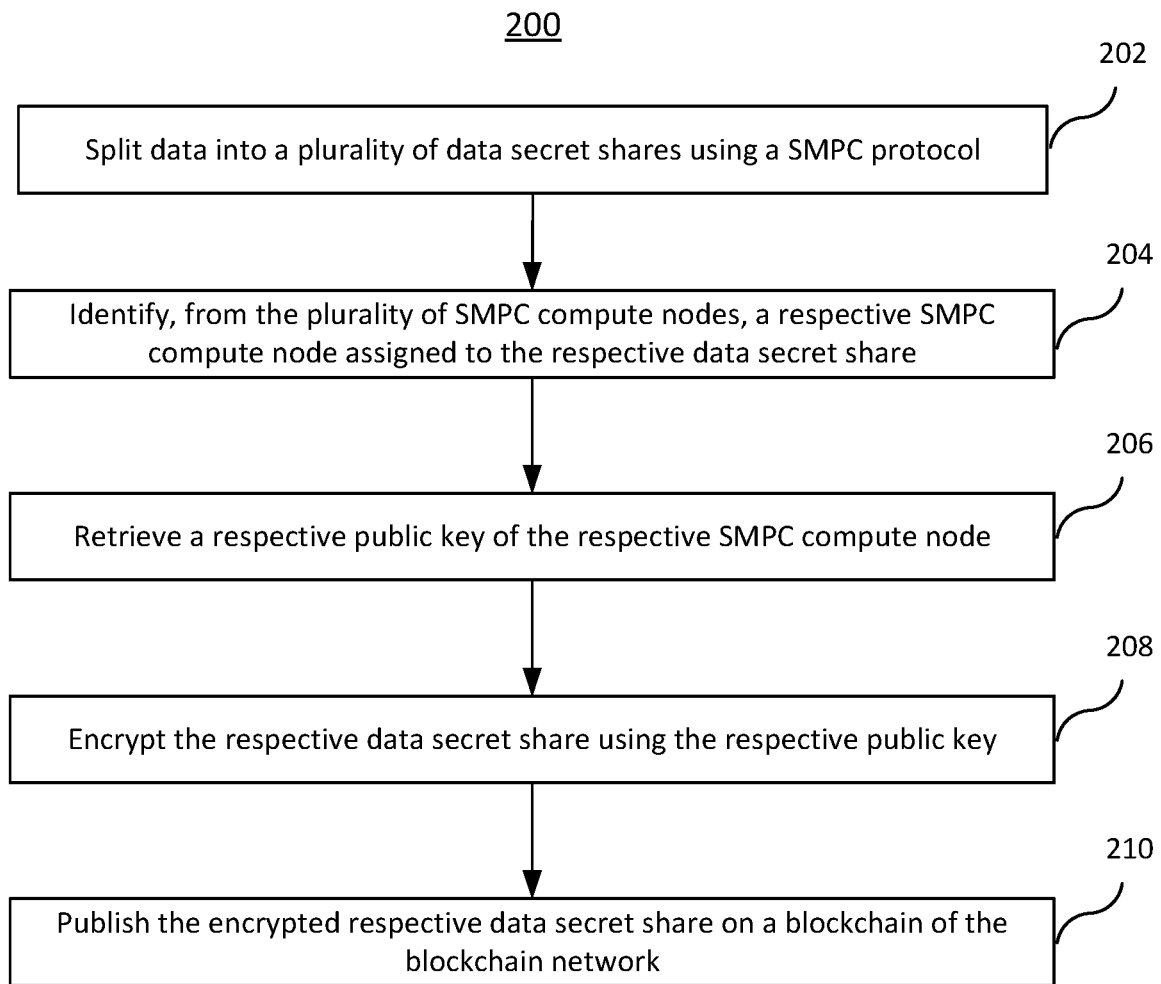 200
202
Split data into a plurality of data secret shares using a SMPC protocol
204
Identify, from the plurality of SMPC compute nodes, a respective SMPC
compute node assigned to the respective data secret share
206
Retrieve a respective public key of the respective SMPC compute node
208
Encrypt the respective data secret share using the respective public key
210
Publish the encrypted respective data secret share on a blockchain of the
blockchain network